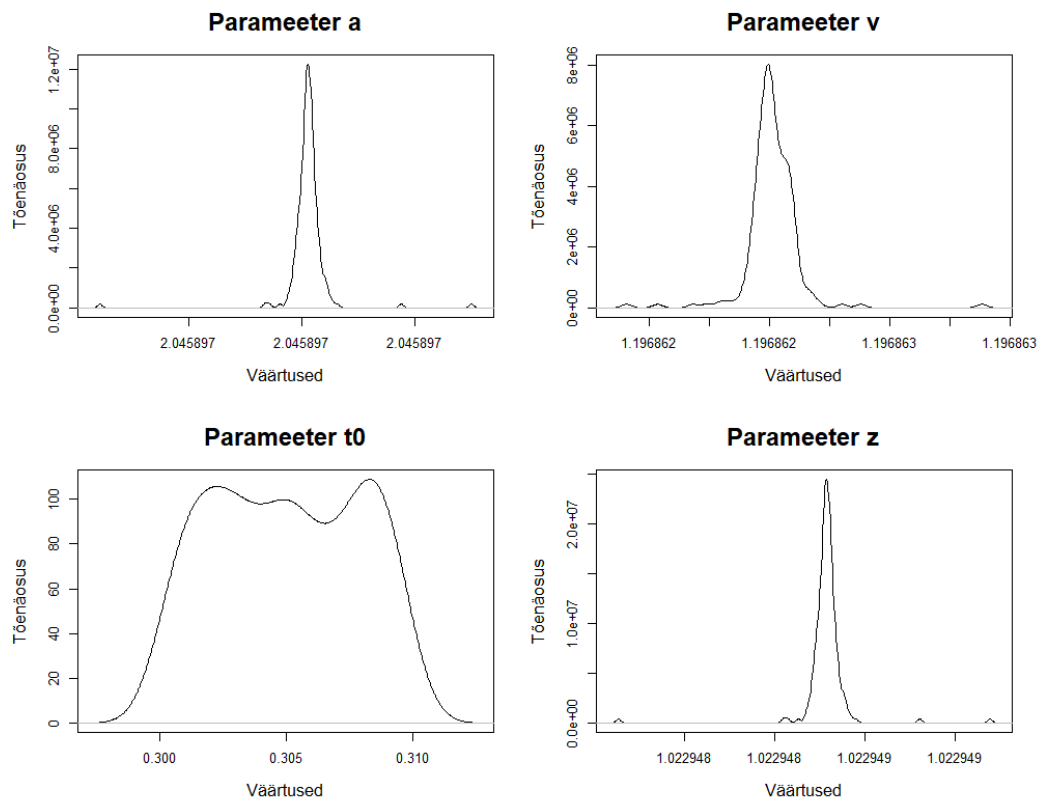 Parameeter a
Tõenäosus
0.0e+00 4.0e+06 8.0e+06 1.2e+07
2.045897 2.045897 2.045897
Väärtused
Parameeter v
Tõenäosus
0e+00 2e+06 4e+06 6e+06 8e+06
1.196862 1.196862 1.196863 1.196863
Väärtused
Parameeter t0
Tõenäosus
0 20 40 60 80 100
0.300 0.305 0.310
Väärtused
Parameeter z
Tõenäosus
0.0e+00 1.0e+07 2.0e+07
1.022948 1.022948 1.022949 1.022949
Väärtused